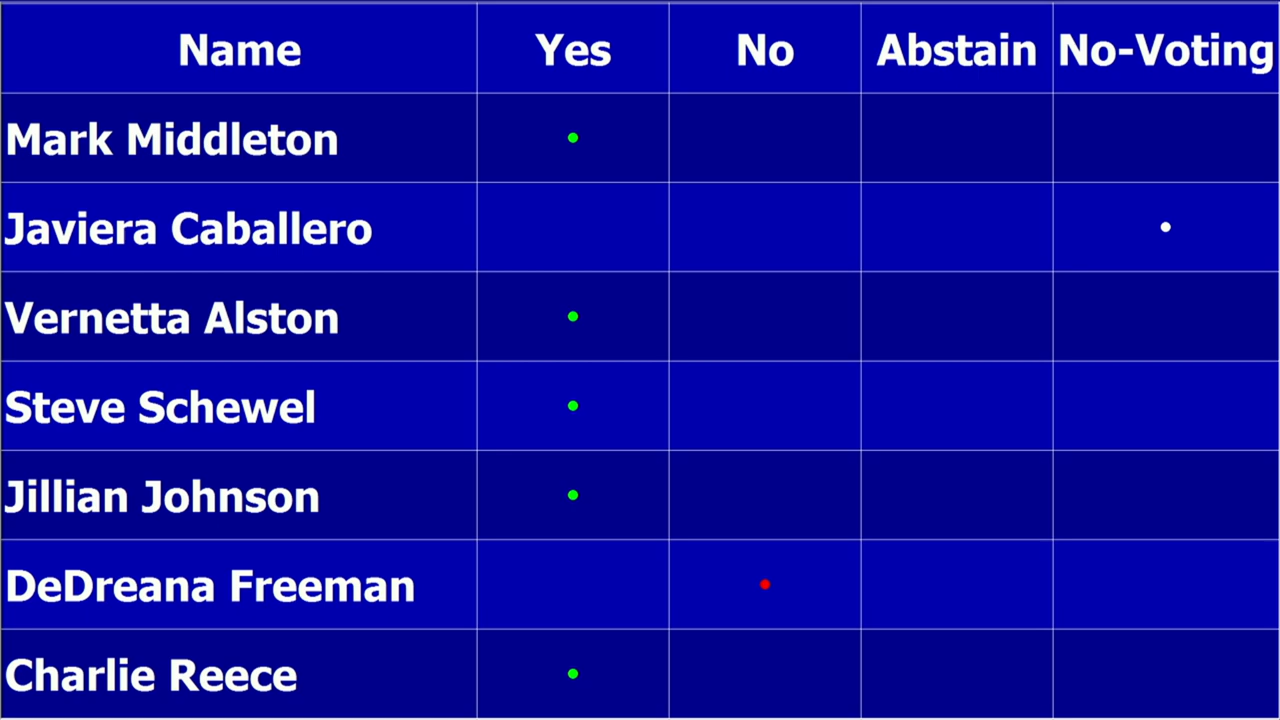 Name Yes No Abstain No-Voting
Mark Middleton
Javiera Caballero
Vernetta Alston
Steve Schewel
Jillian Johnson
DeDreana Freeman
Charlie Reece